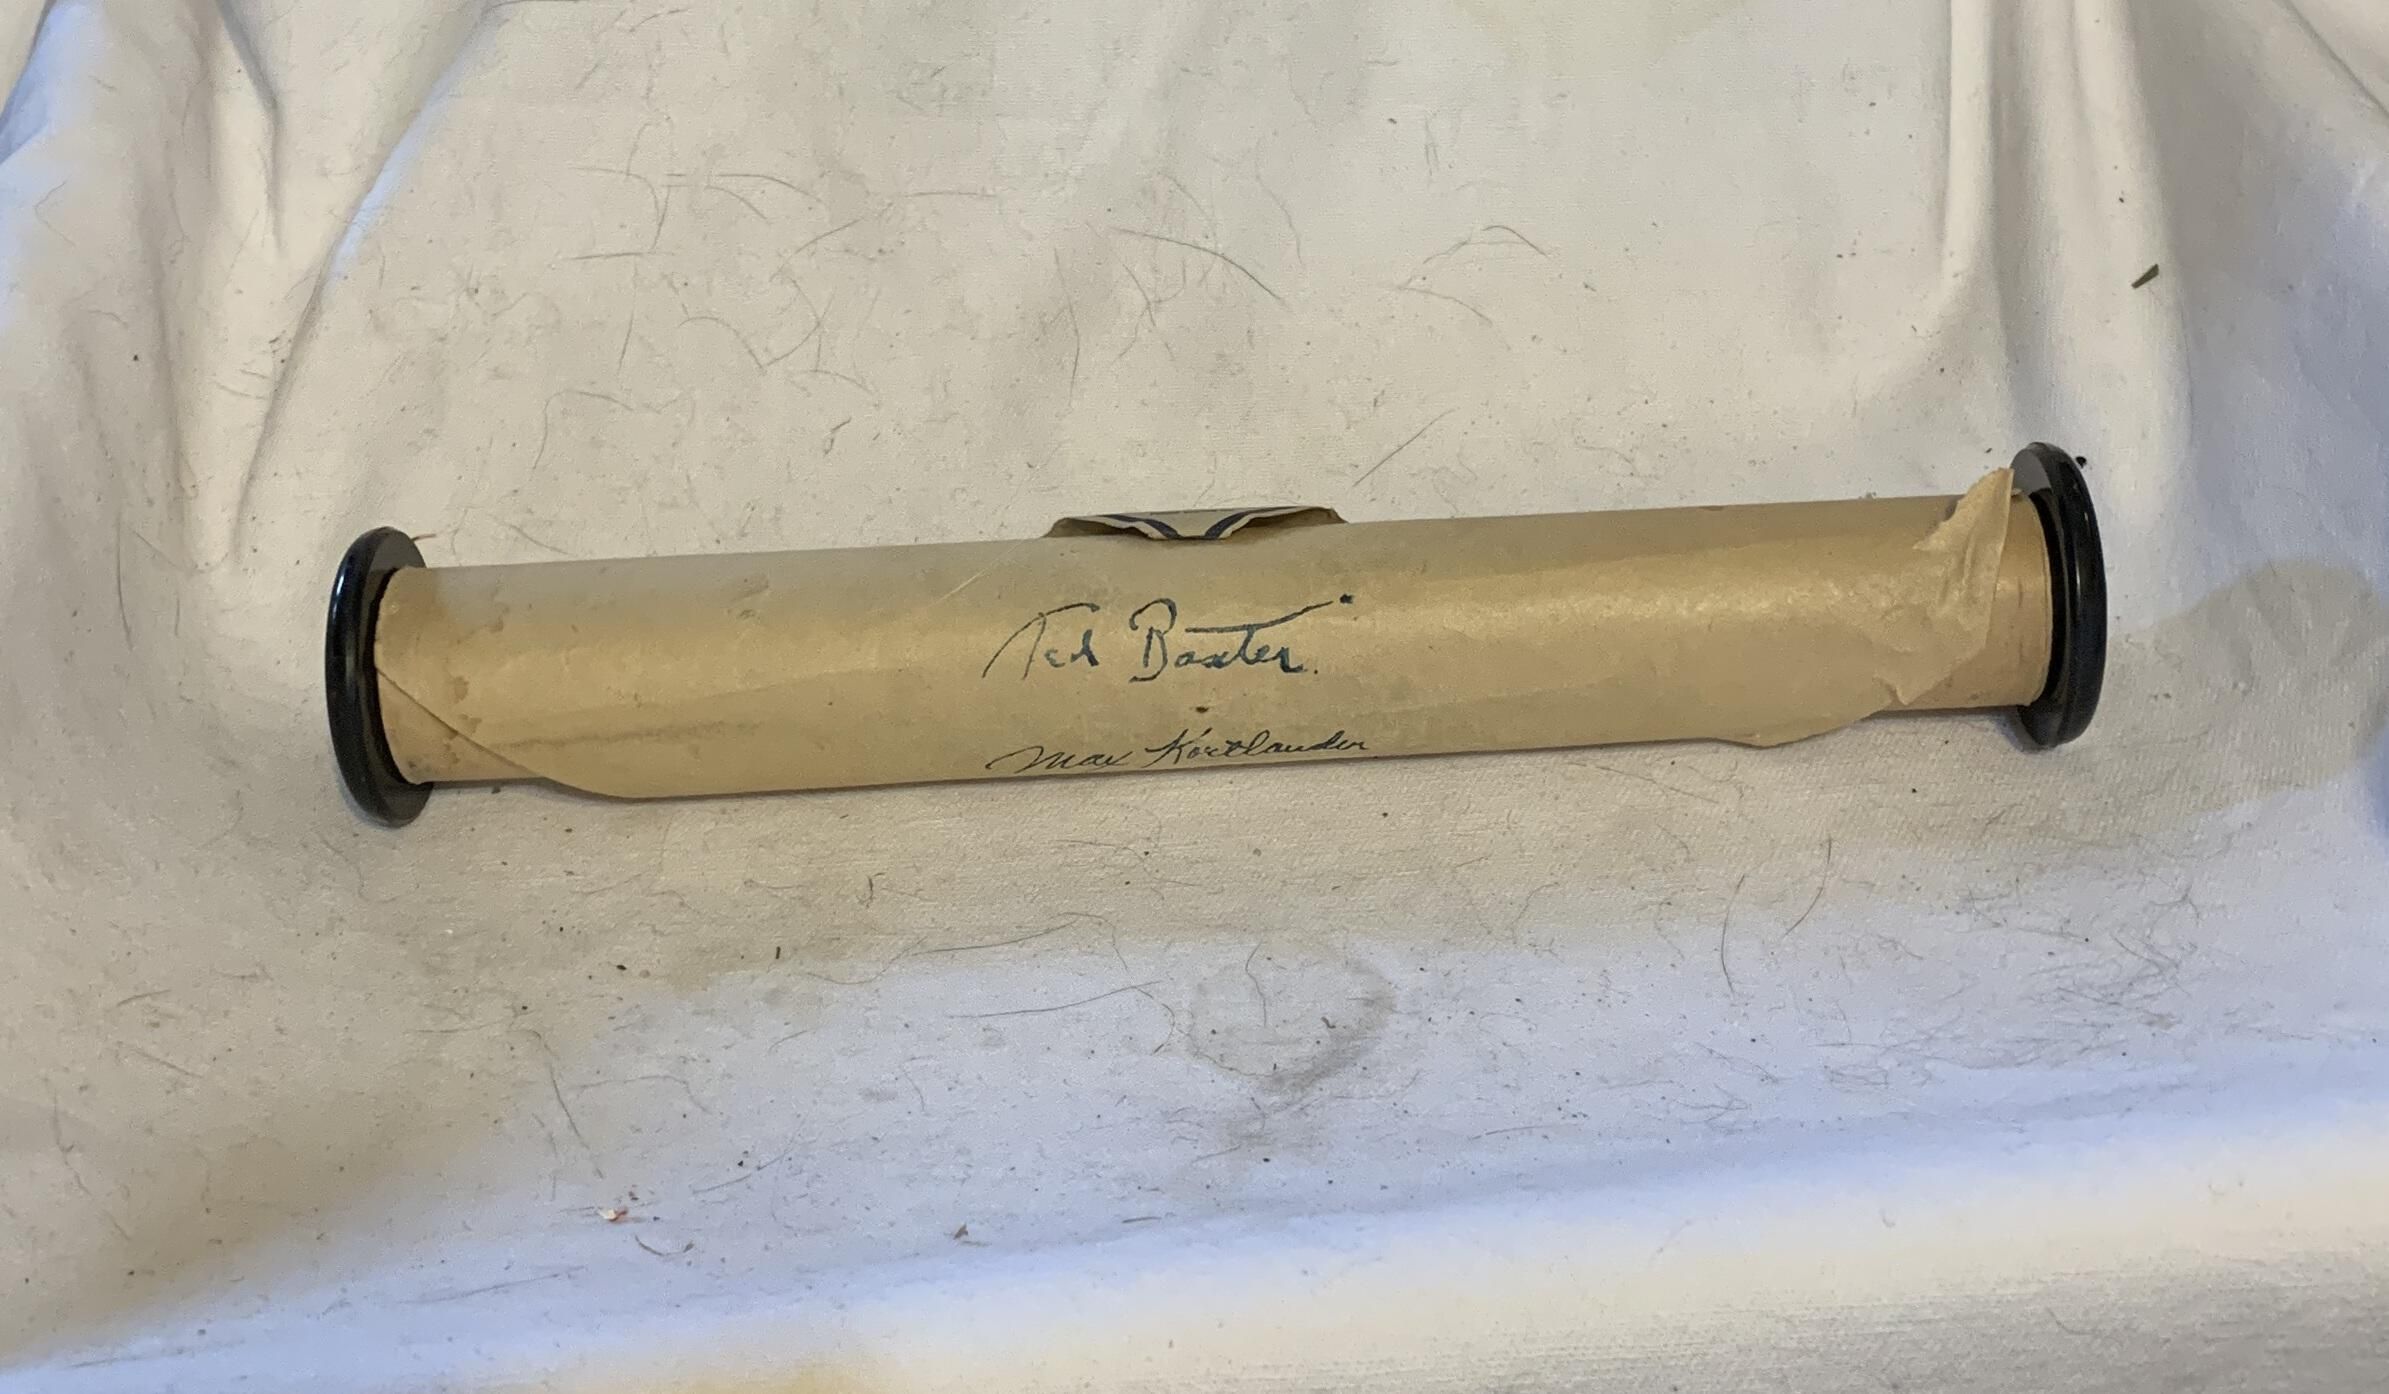 Ted Baxter.
Max Kortlander